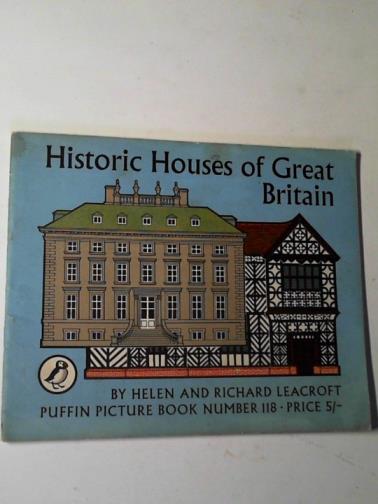 Historic Houses of Great
Britain
BY HELEN AND RICHARD LEACROFT
PUFFIN PICTURE BOOK NUMBER 118 · PRICE 5/-